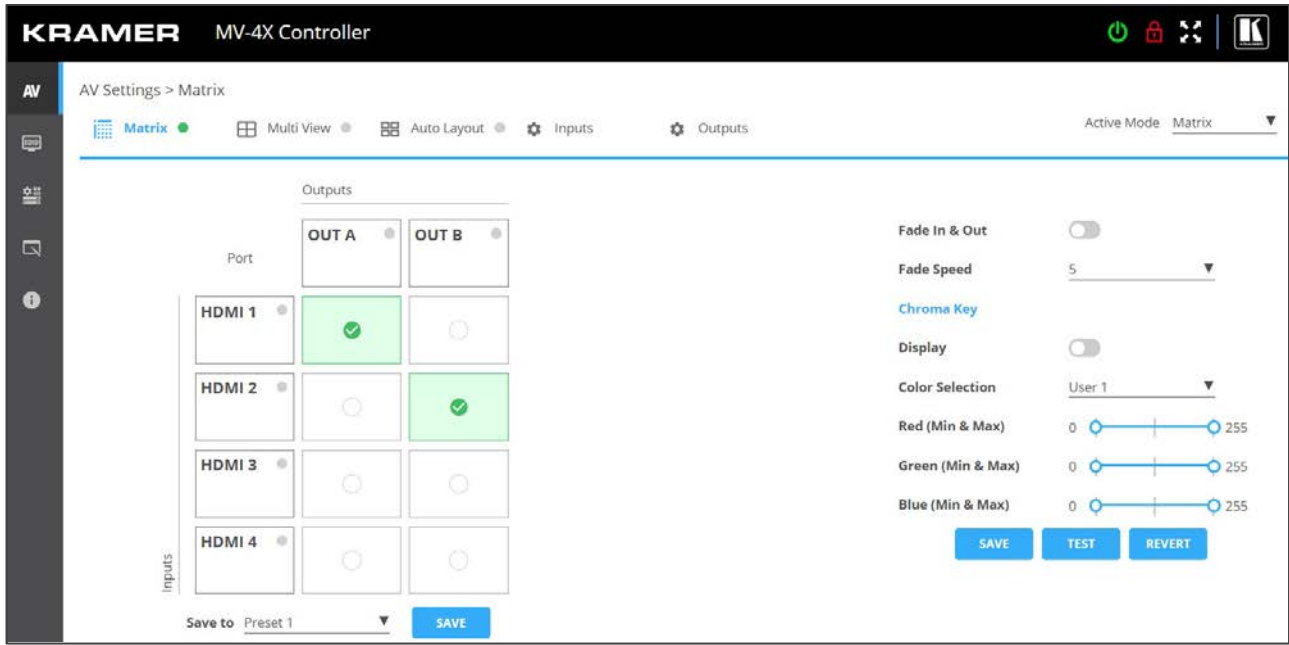 KRAMER MV-4X Controller
AV
AV Settings > Matrix
Matrix Multi View Auto Layout Inputs Outputs Active Mode Matrix
Outputs
OUT A OUT B
Port
HDMI 1
HDMI 2
HDMI 3
HDMI 4
Inputs
Save to Preset 1 SAVE
Fade In & Out
Fade Speed 5
Chroma Key
Display
Color Selection User 1
Red (Min & Max) 0 255
Green (Min & Max) 0 255
Blue (Min & Max) 0 255
SAVE TEST REVERT